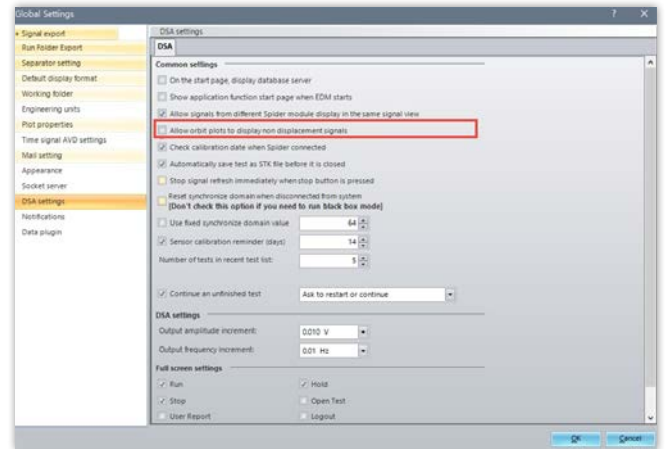 Global Settings
? X
Signal export
Run Folder Export
Separator setting
Default display format
Working folder
Engineering units
Plot properties
Time signal AVD settings
Mail setting
Appearance
Socket server
DSA settings
Notifications
Data plugin
DSA settings
DSA
Common settings
On the start page, display database server
Show application function start page when EDM starts
Allow signals from different Spider module display in the same signal view
Allow orbit plots to display non displacement signals
Check calibration date when Spider connected
Automatically save test as STK file before it is closed
Stop signal refresh immediately when stop button is pressed
Reset synchronize domain when disconnected from system
[Don't check this option if you need to run black box mode]
Use fixed synchronize domain value 64
Sensor calibration reminder (days) 14
Number of tests in recent test list: 5
Continue an unfinished test Ask to restart or continue
DSA settings
Output amplitude increment: 0.010 V
Output frequency increment: 0.01 Hz
Full screen settings
Run Hold
Stop Open Test
User Report Logout
OK Cancel